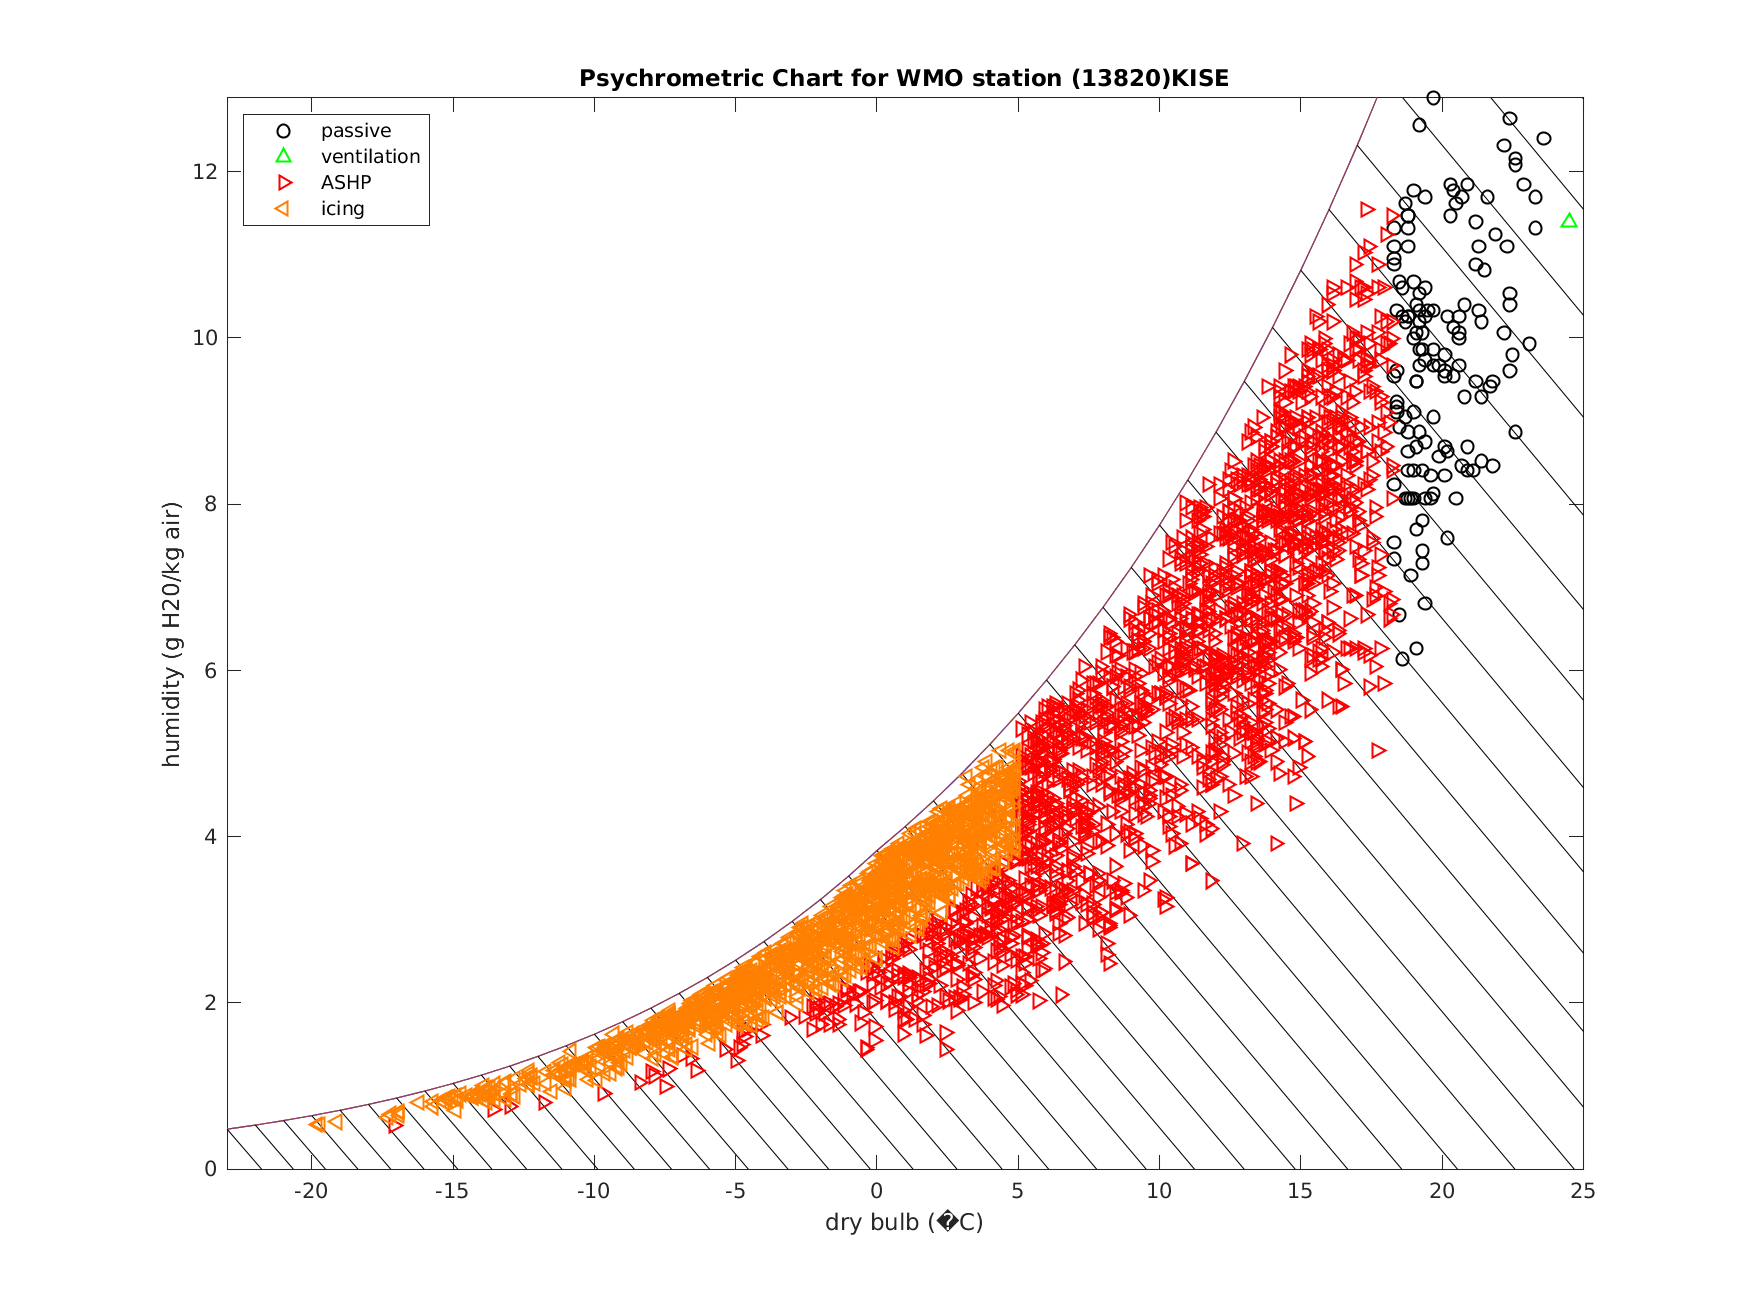 Psychrometric Chart for WMO station (13820)KISE
passive
ventilation
ASHP
icing
humidity (g H20/kg air)
12
10
8
6
4
2
0
-20 -15 -10 -5 0 5 10 15 20 25
dry bulb (�C)